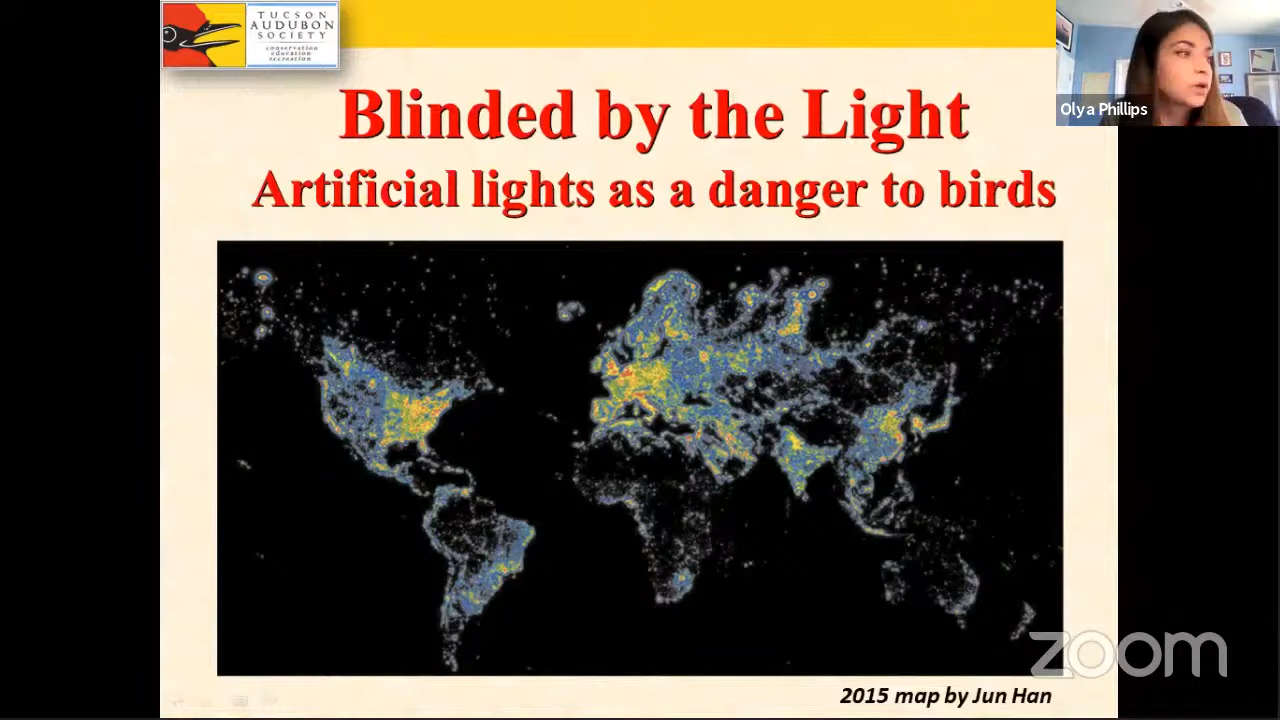 TUCSON
AUDUBON
SOCIETY
conservation
education
recreation
Olya Phillips
Blinded by the Light
Artificial lights as a danger to birds
zoom
2015 map by Jun Han